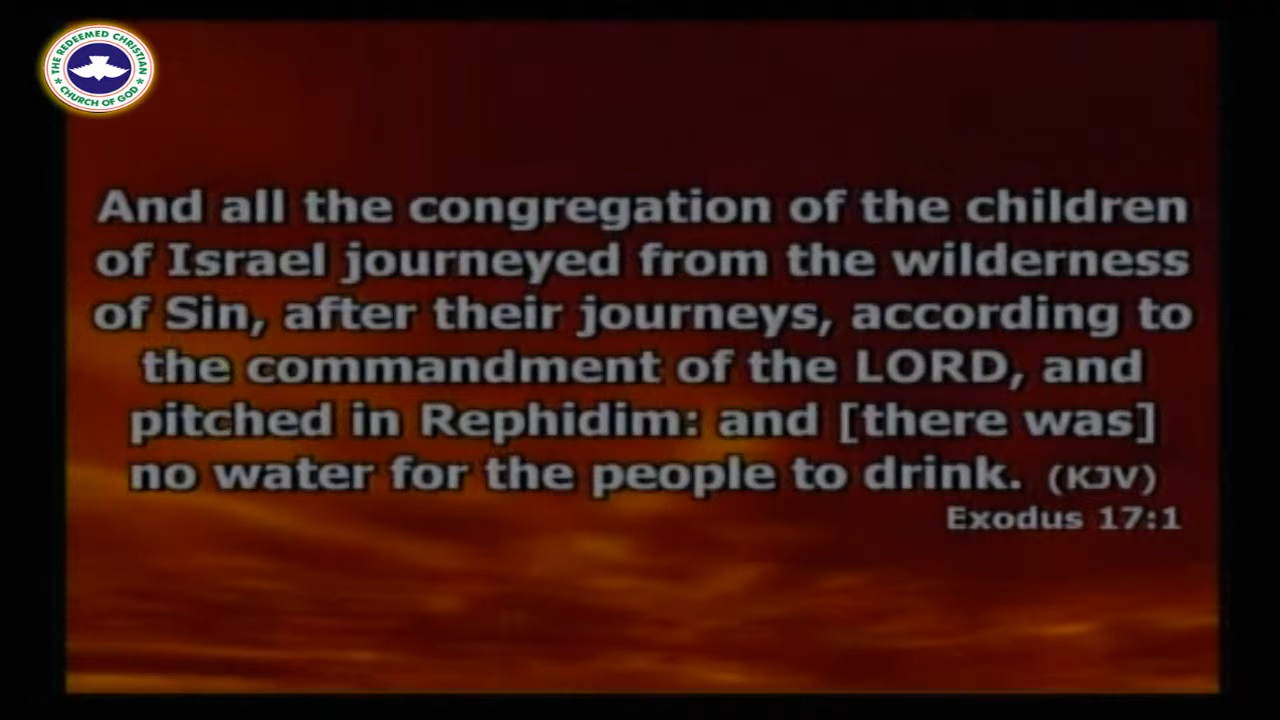 THE REDEEMED CHRISTIAN
CHURCH OF GOD
And all the congregation of the children
of Israel journeyed from the wilderness
of Sin, after their journeys, according to
the commandment of the LORD, and
pitched in Rephidim: and [there was]
no water for the people to drink. (KJV)
Exodus 17:1